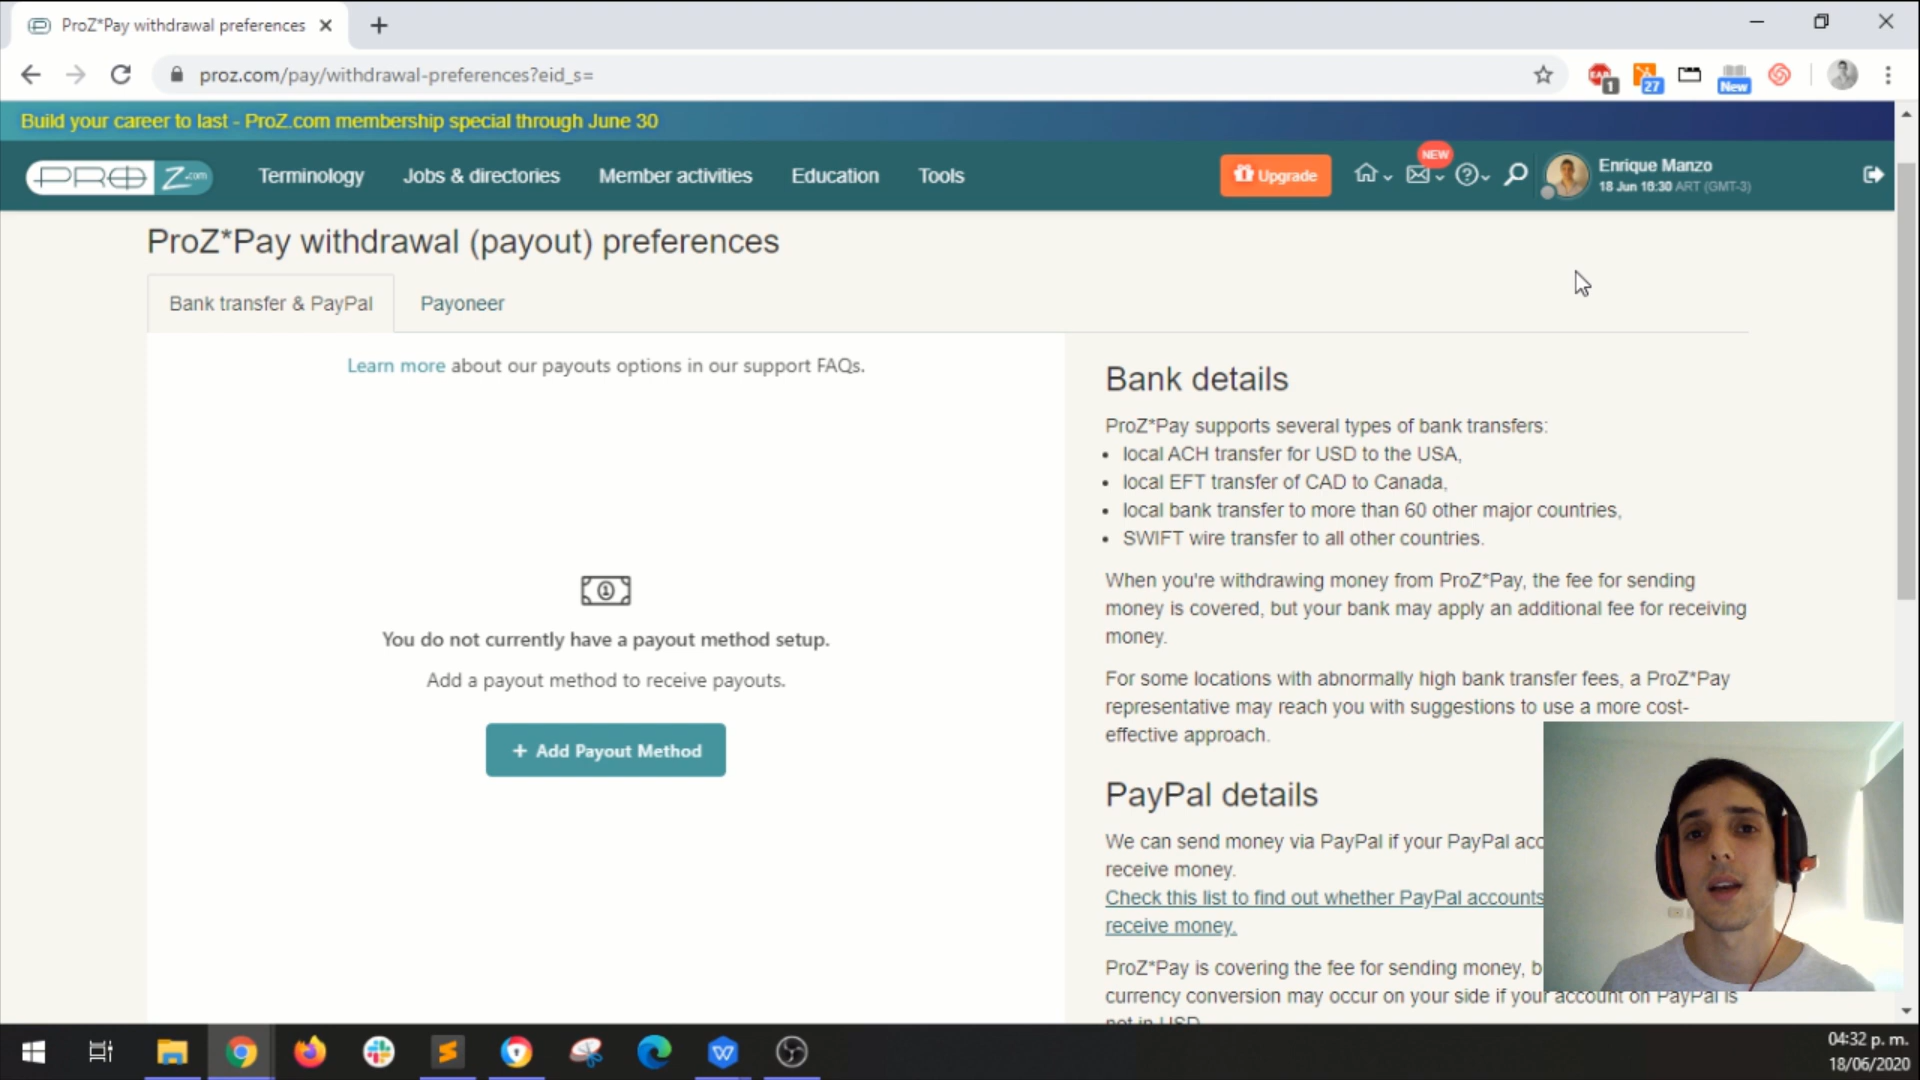 ProZ*Pay withdrawal preferences
proz.com/pay/withdrawal-preferences?eid_s=
1
27
New
Build your career to last - ProZ.com membership special through June 30
PROZ.com
Terminology
Jobs & directories
Member activities
Education
Tools
Upgrade
NEW
Enrique Manzo
18 Jun 16:30 ART (GMT-3)
ProZ*Pay withdrawal (payout) preferences
Bank transfer & PayPal
Payoneer
Learn more about our payouts options in our support FAQs.
You do not currently have a payout method setup.
Add a payout method to receive payouts.
+ Add Payout Method
Bank details
ProZ*Pay supports several types of bank transfers:
• local ACH transfer for USD to the USA,
• local EFT transfer of CAD to Canada,
• local bank transfer to more than 60 other major countries,
• SWIFT wire transfer to all other countries.
When you're withdrawing money from ProZ*Pay, the fee for sending
money is covered, but your bank may apply an additional fee for receiving
money.
For some locations with abnormally high bank transfer fees, a ProZ*Pay
representative may reach you with suggestions to use a more cost-
effective approach.
PayPal details
We can send money via PayPal if your PayPal acc
receive money.
Check this list to find out whether PayPal accounts
receive money.
ProZ*Pay is covering the fee for sending money, b
currency conversion may occur on your side if your account on PayPal is
not in USD
04:32 p. m.
18/06/2020